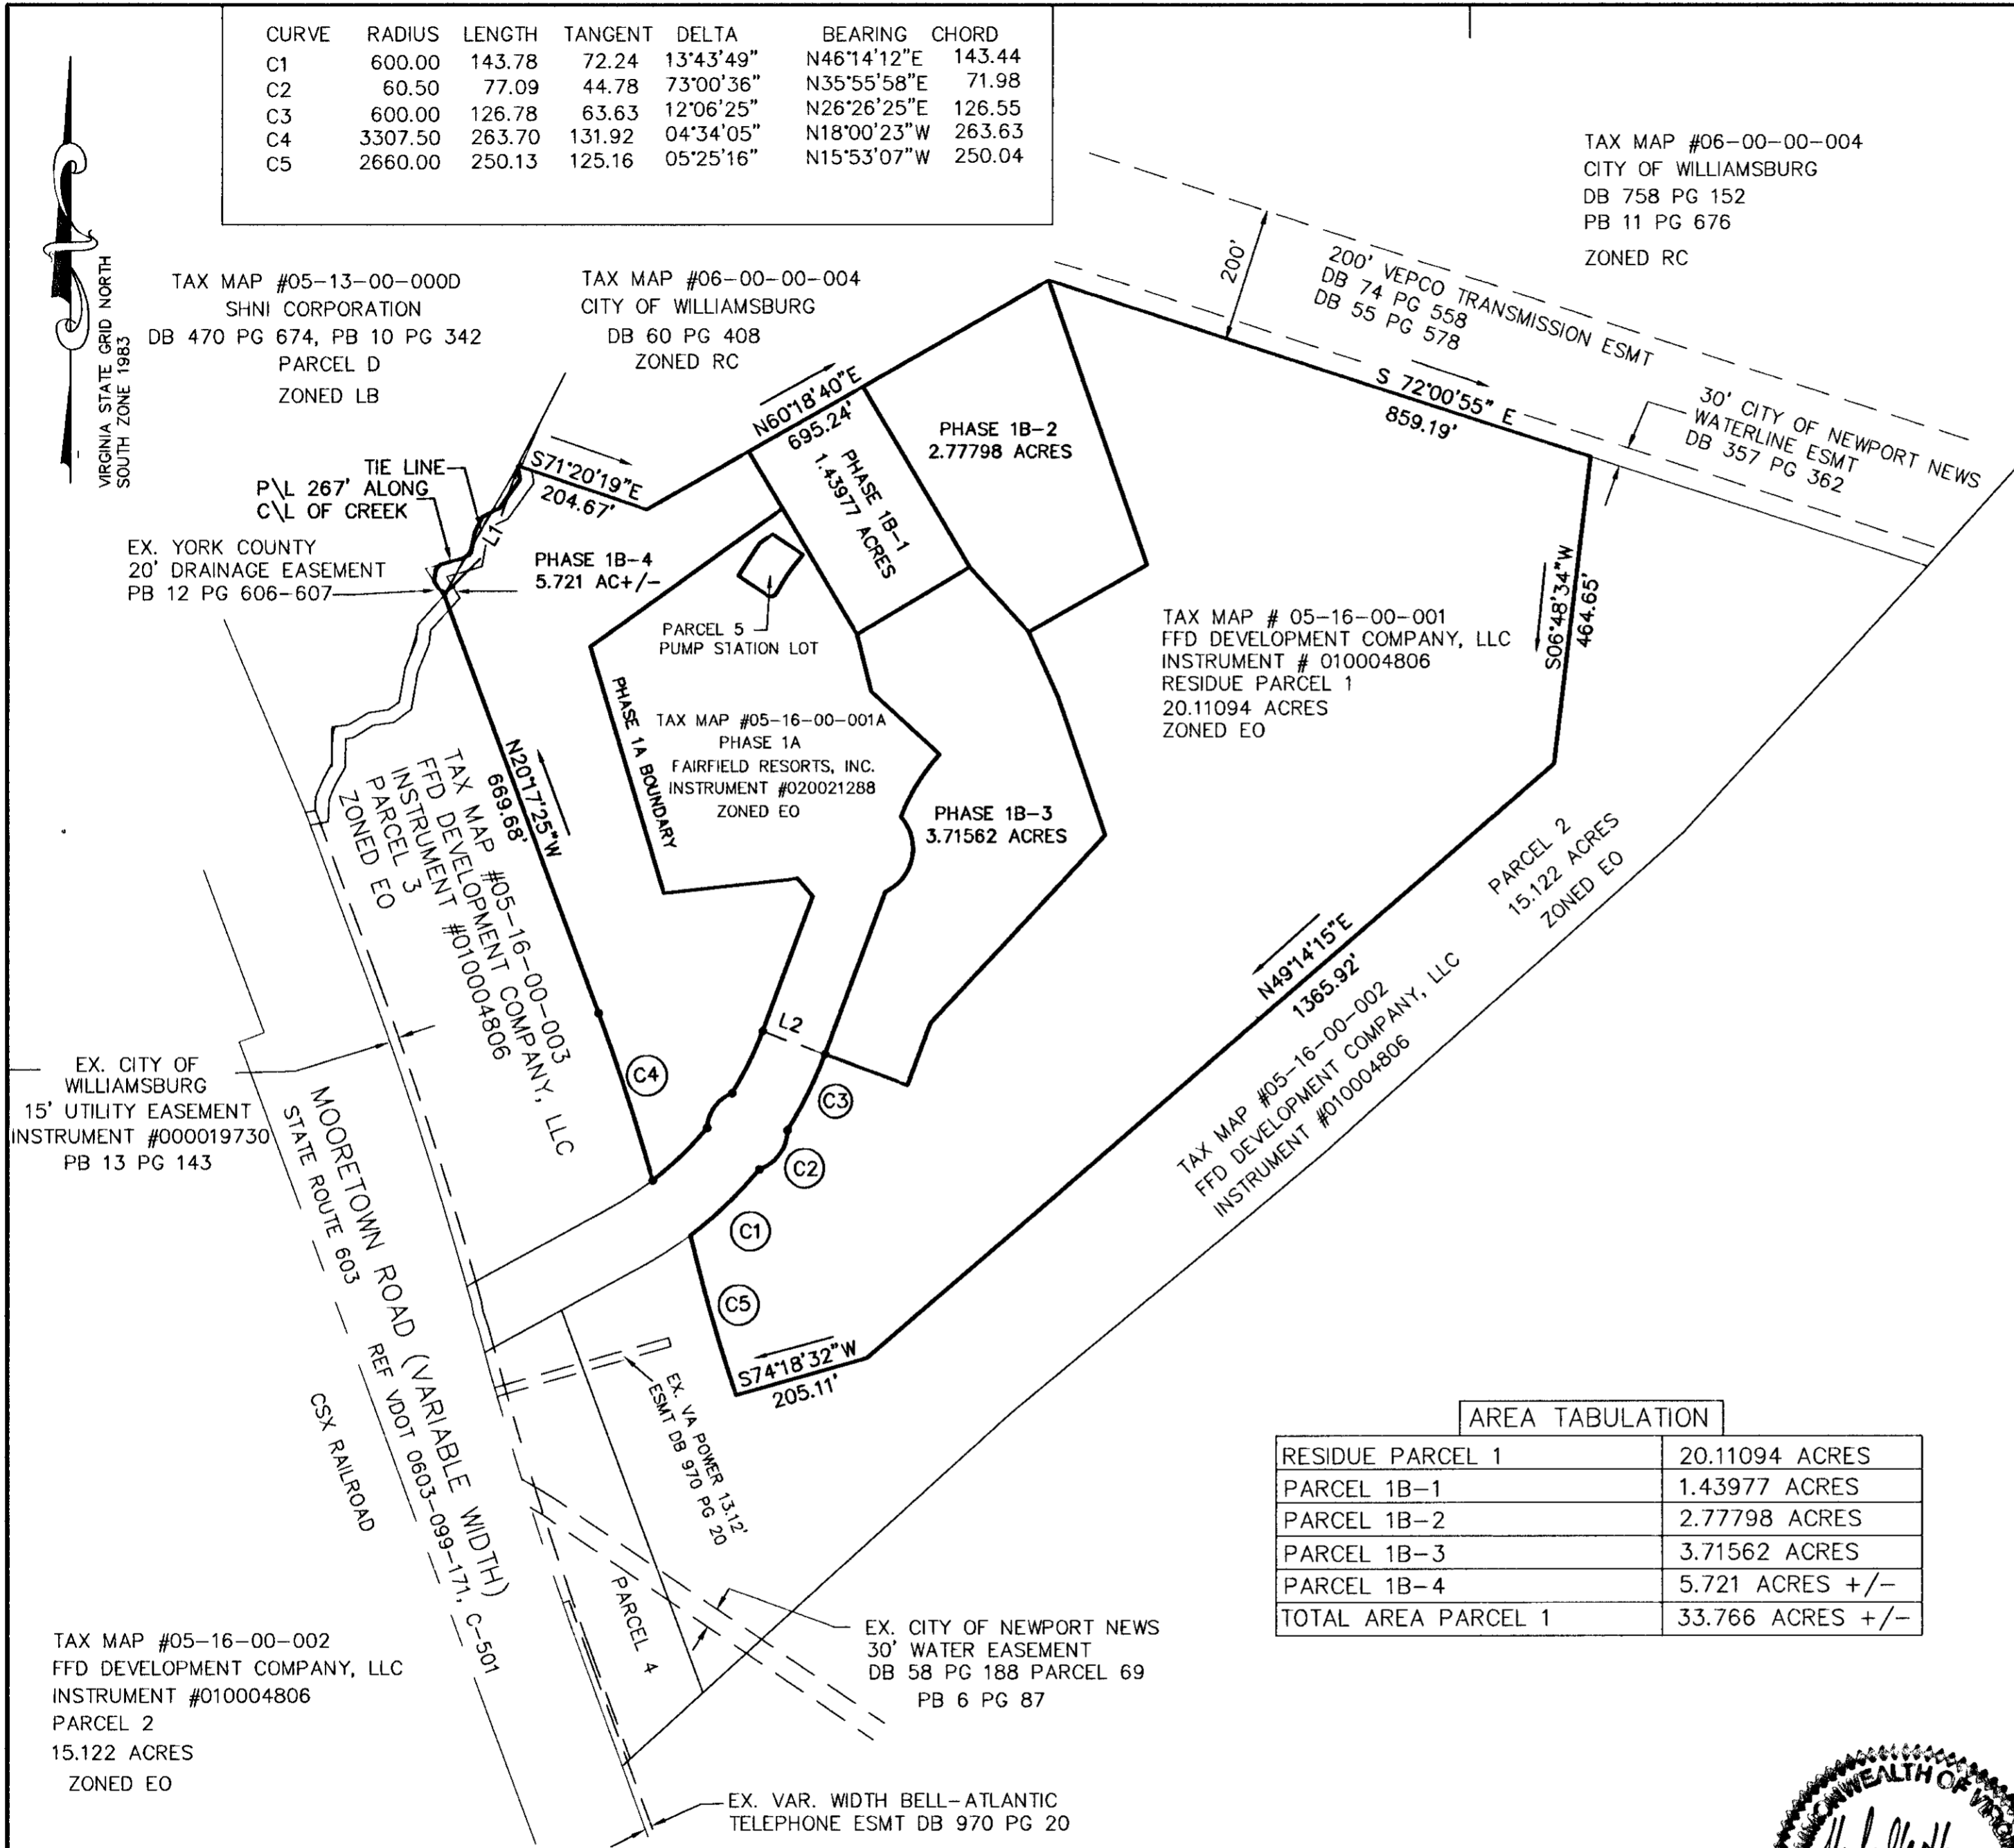 CURVE RADIUS LENGTH TANGENT DELTA BEARING CHORD
C1 600.00 143.78 72.24 13°43'49" N46°14'12"E 143.44
C2 60.50 77.09 44.78 73°00'36" N35°55'58"E 71.98
C3 600.00 126.78 63.63 12°06'25" N26°26'25"E 126.55
C4 3307.50 263.70 131.92 04°34'05" N18°00'23"W 263.63
C5 2660.00 250.13 125.16 05°25'16" N15°53'07"W 250.04
VIRGINIA STATE GRID NORTH
SOUTH ZONE 1983
TAX MAP #05-13-00-000D
SHNI CORPORATION
DB 470 PG 674, PB 10 PG 342
PARCEL D
ZONED LB
TAX MAP #06-00-00-004
CITY OF WILLIAMSBURG
DB 60 PG 408
ZONED RC
TAX MAP #06-00-00-004
CITY OF WILLIAMSBURG
DB 758 PG 152
PB 11 PG 676
ZONED RC
200'
200' VEPCO TRANSMISSION ESMT
DB 74 PG 558
DB 55 PG 578
S 72°00'55" E
859.19'
30' CITY OF NEWPORT NEWS
WATERLINE ESMT
DB 357 PG 362
N60°18'40"E
695.24'
S71°20'19"E
204.67'
TIE LINE
P\L 267' ALONG
C\L OF CREEK
L1
EX. YORK COUNTY
20' DRAINAGE EASEMENT
PB 12 PG 606-607
PHASE 1B-4
5.721 AC+/-
PHASE 1B-1
1.43977 ACRES
PHASE 1B-2
2.77798 ACRES
PARCEL 5
PUMP STATION LOT
PHASE 1A BOUNDARY
TAX MAP #05-16-00-001A
PHASE 1A
FAIRFIELD RESORTS, INC.
INSTRUMENT #020021288
ZONED EO
PHASE 1B-3
3.71562 ACRES
TAX MAP # 05-16-00-001
FFD DEVELOPMENT COMPANY, LLC
INSTRUMENT # 010004806
RESIDUE PARCEL 1
20.11094 ACRES
ZONED EO
S06°48'34"W
464.65'
N20°17'25"W
669.68'
TAX MAP #05-16-00-003
FFD DEVELOPMENT COMPANY, LLC
INSTRUMENT #010004806
PARCEL 3
ZONED EO
PARCEL 2
15.122 ACRES
ZONED EO
N49°14'15"E
1365.92'
TAX MAP #05-16-00-002
FFD DEVELOPMENT COMPANY, LLC
INSTRUMENT #010004806
L2
C4
C3
C2
C1
C5
S74°18'32"W
205.11'
EX. CITY OF
WILLIAMSBURG
15' UTILITY EASEMENT
INSTRUMENT #000019730
PB 13 PG 143
MOORETOWN ROAD (VARIABLE WIDTH)
STATE ROUTE 603 REF VDOT 0603-099-171, C-501
CSX RAILROAD
EX. VA POWER 13.12'
ESMT DB 970 PG 20
PARCEL 4
AREA TABULATION
RESIDUE PARCEL 1 20.11094 ACRES
PARCEL 1B-1 1.43977 ACRES
PARCEL 1B-2 2.77798 ACRES
PARCEL 1B-3 3.71562 ACRES
PARCEL 1B-4 5.721 ACRES +/-
TOTAL AREA PARCEL 1 33.766 ACRES +/-
EX. CITY OF NEWPORT NEWS
30' WATER EASEMENT
DB 58 PG 188 PARCEL 69
PB 6 PG 87
TAX MAP #05-16-00-002
FFD DEVELOPMENT COMPANY, LLC
INSTRUMENT #010004806
PARCEL 2
15.122 ACRES
ZONED EO
EX. VAR. WIDTH BELL-ATLANTIC
TELEPHONE ESMT DB 970 PG 20